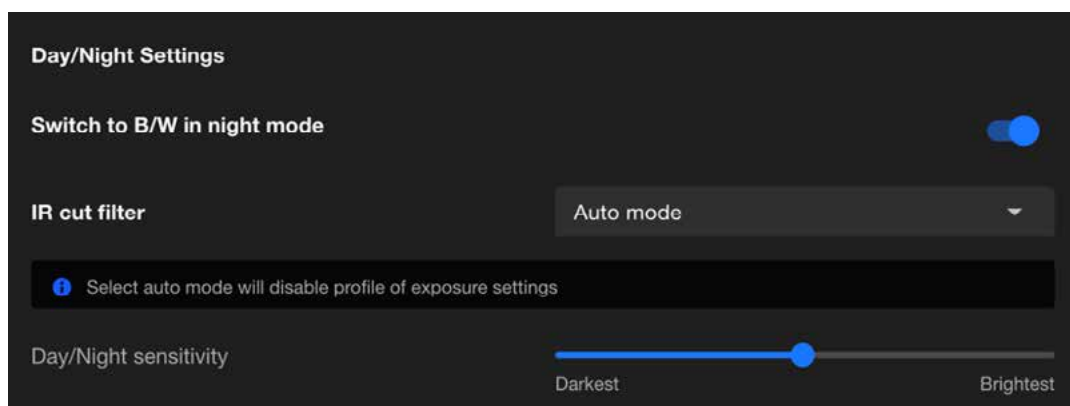 Day/Night Settings
Switch to B/W in night mode
IR cut filter
Auto mode
Select auto mode will disable profile of exposure settings
Day/Night sensitivity
Darkest
Brightest